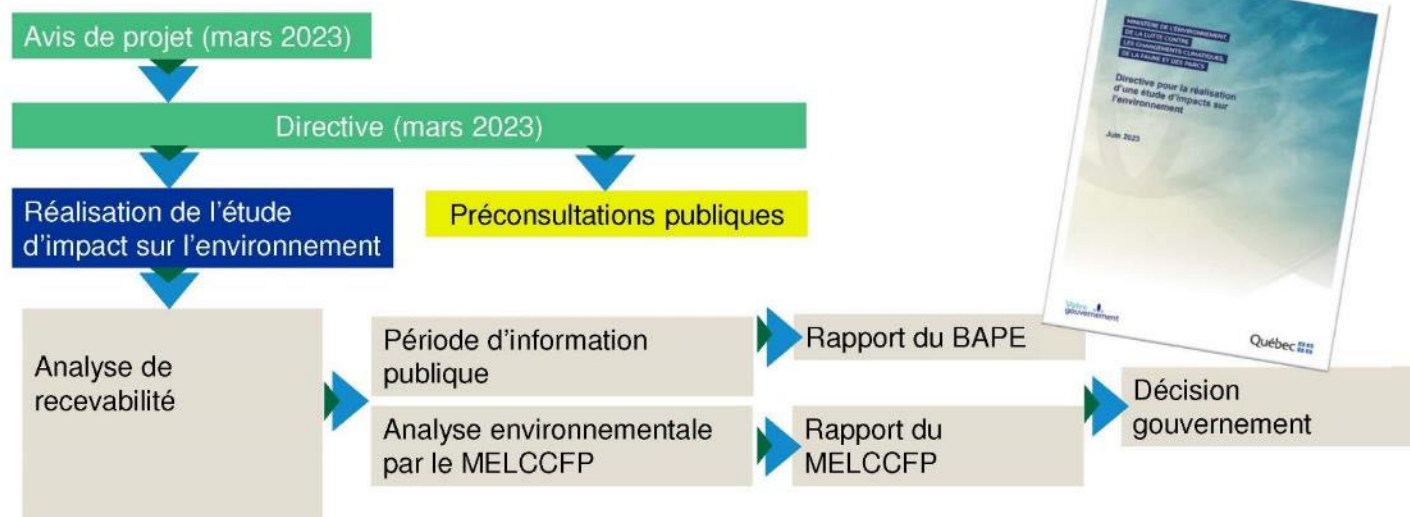 Avis de projet (mars 2023)
Directive (mars 2023)
Réalisation de l'étude
d'impact sur l'environnement
Préconsultations publiques
Analyse de
recevabilité
Période d'information
publique
Rapport du BAPE
Analyse environnementale
par le MELCCFP
Rapport du
MELCCFP
Décision
gouvernement
MINISTÈRE DE L'ENVIRONNEMENT,
DE LA LUTTE CONTRE
LES CHANGEMENTS CLIMATIQUES,
DE LA FAUNE ET DES PARCS
Directive pour la réalisation
d'une étude d'impacts sur
l'environnement
Juin 2023
Votre
gouvernement
Québec